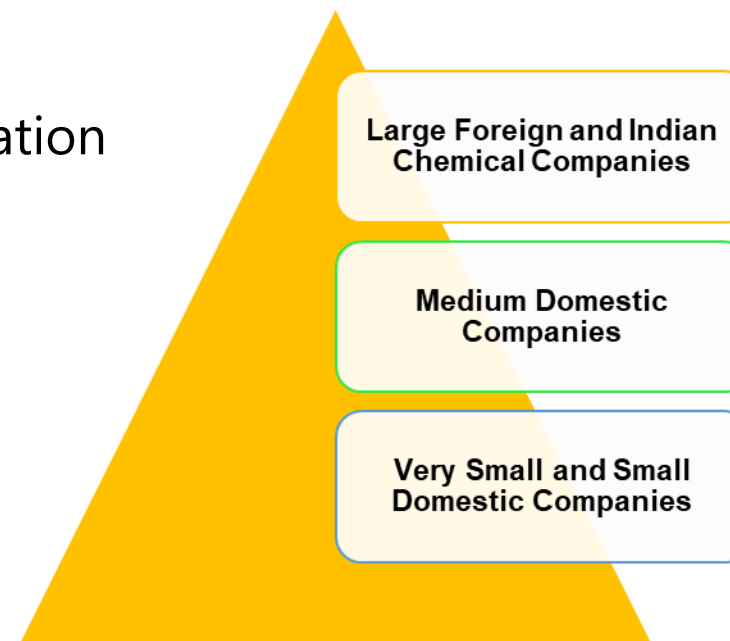 ation
Large Foreign and Indian
Chemical Companies
Medium Domestic
Companies
Very Small and Small
Domestic Companies